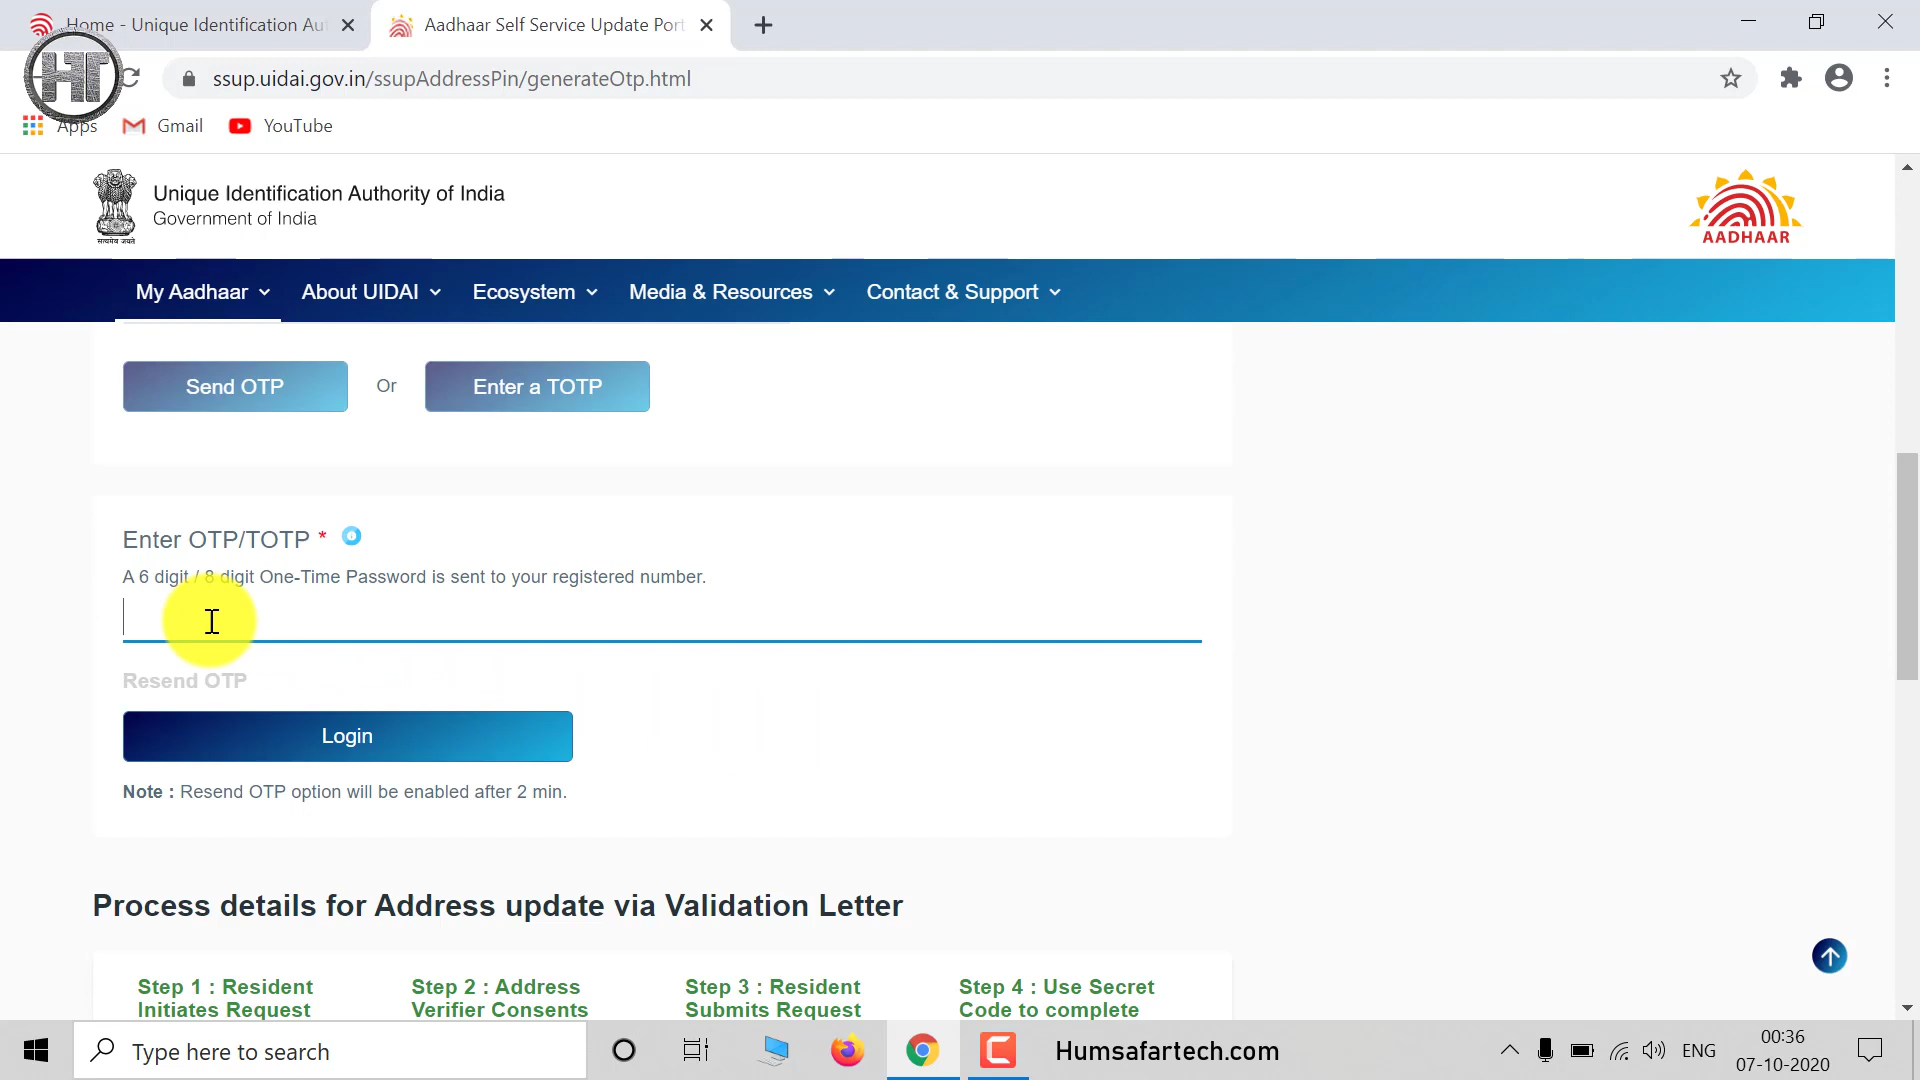 Home - Unique Identification Au
Aadhaar Self Service Update Port
HT
ssup.uidai.gov.in/ssupAddressPin/generateOtp.html
Apps
Gmail
YouTube
सत्यमेव जयते
Unique Identification Authority of India
Government of India
AADHAAR
My Aadhaar
About UIDAI
Ecosystem
Media & Resources
Contact & Support
Send OTP
Or
Enter a TOTP
Enter OTP/TOTP *
A 6 digit / 8 digit One-Time Password is sent to your registered number.
Resend OTP
Login
Note : Resend OTP option will be enabled after 2 min.
Process details for Address update via Validation Letter
Step 1 : Resident
Initiates Request
Step 2 : Address
Verifier Consents
Step 3 : Resident
Submits Request
Step 4 : Use Secret
Code to complete
Type here to search
Humsafartech.com
ENG
00:36
07-10-2020